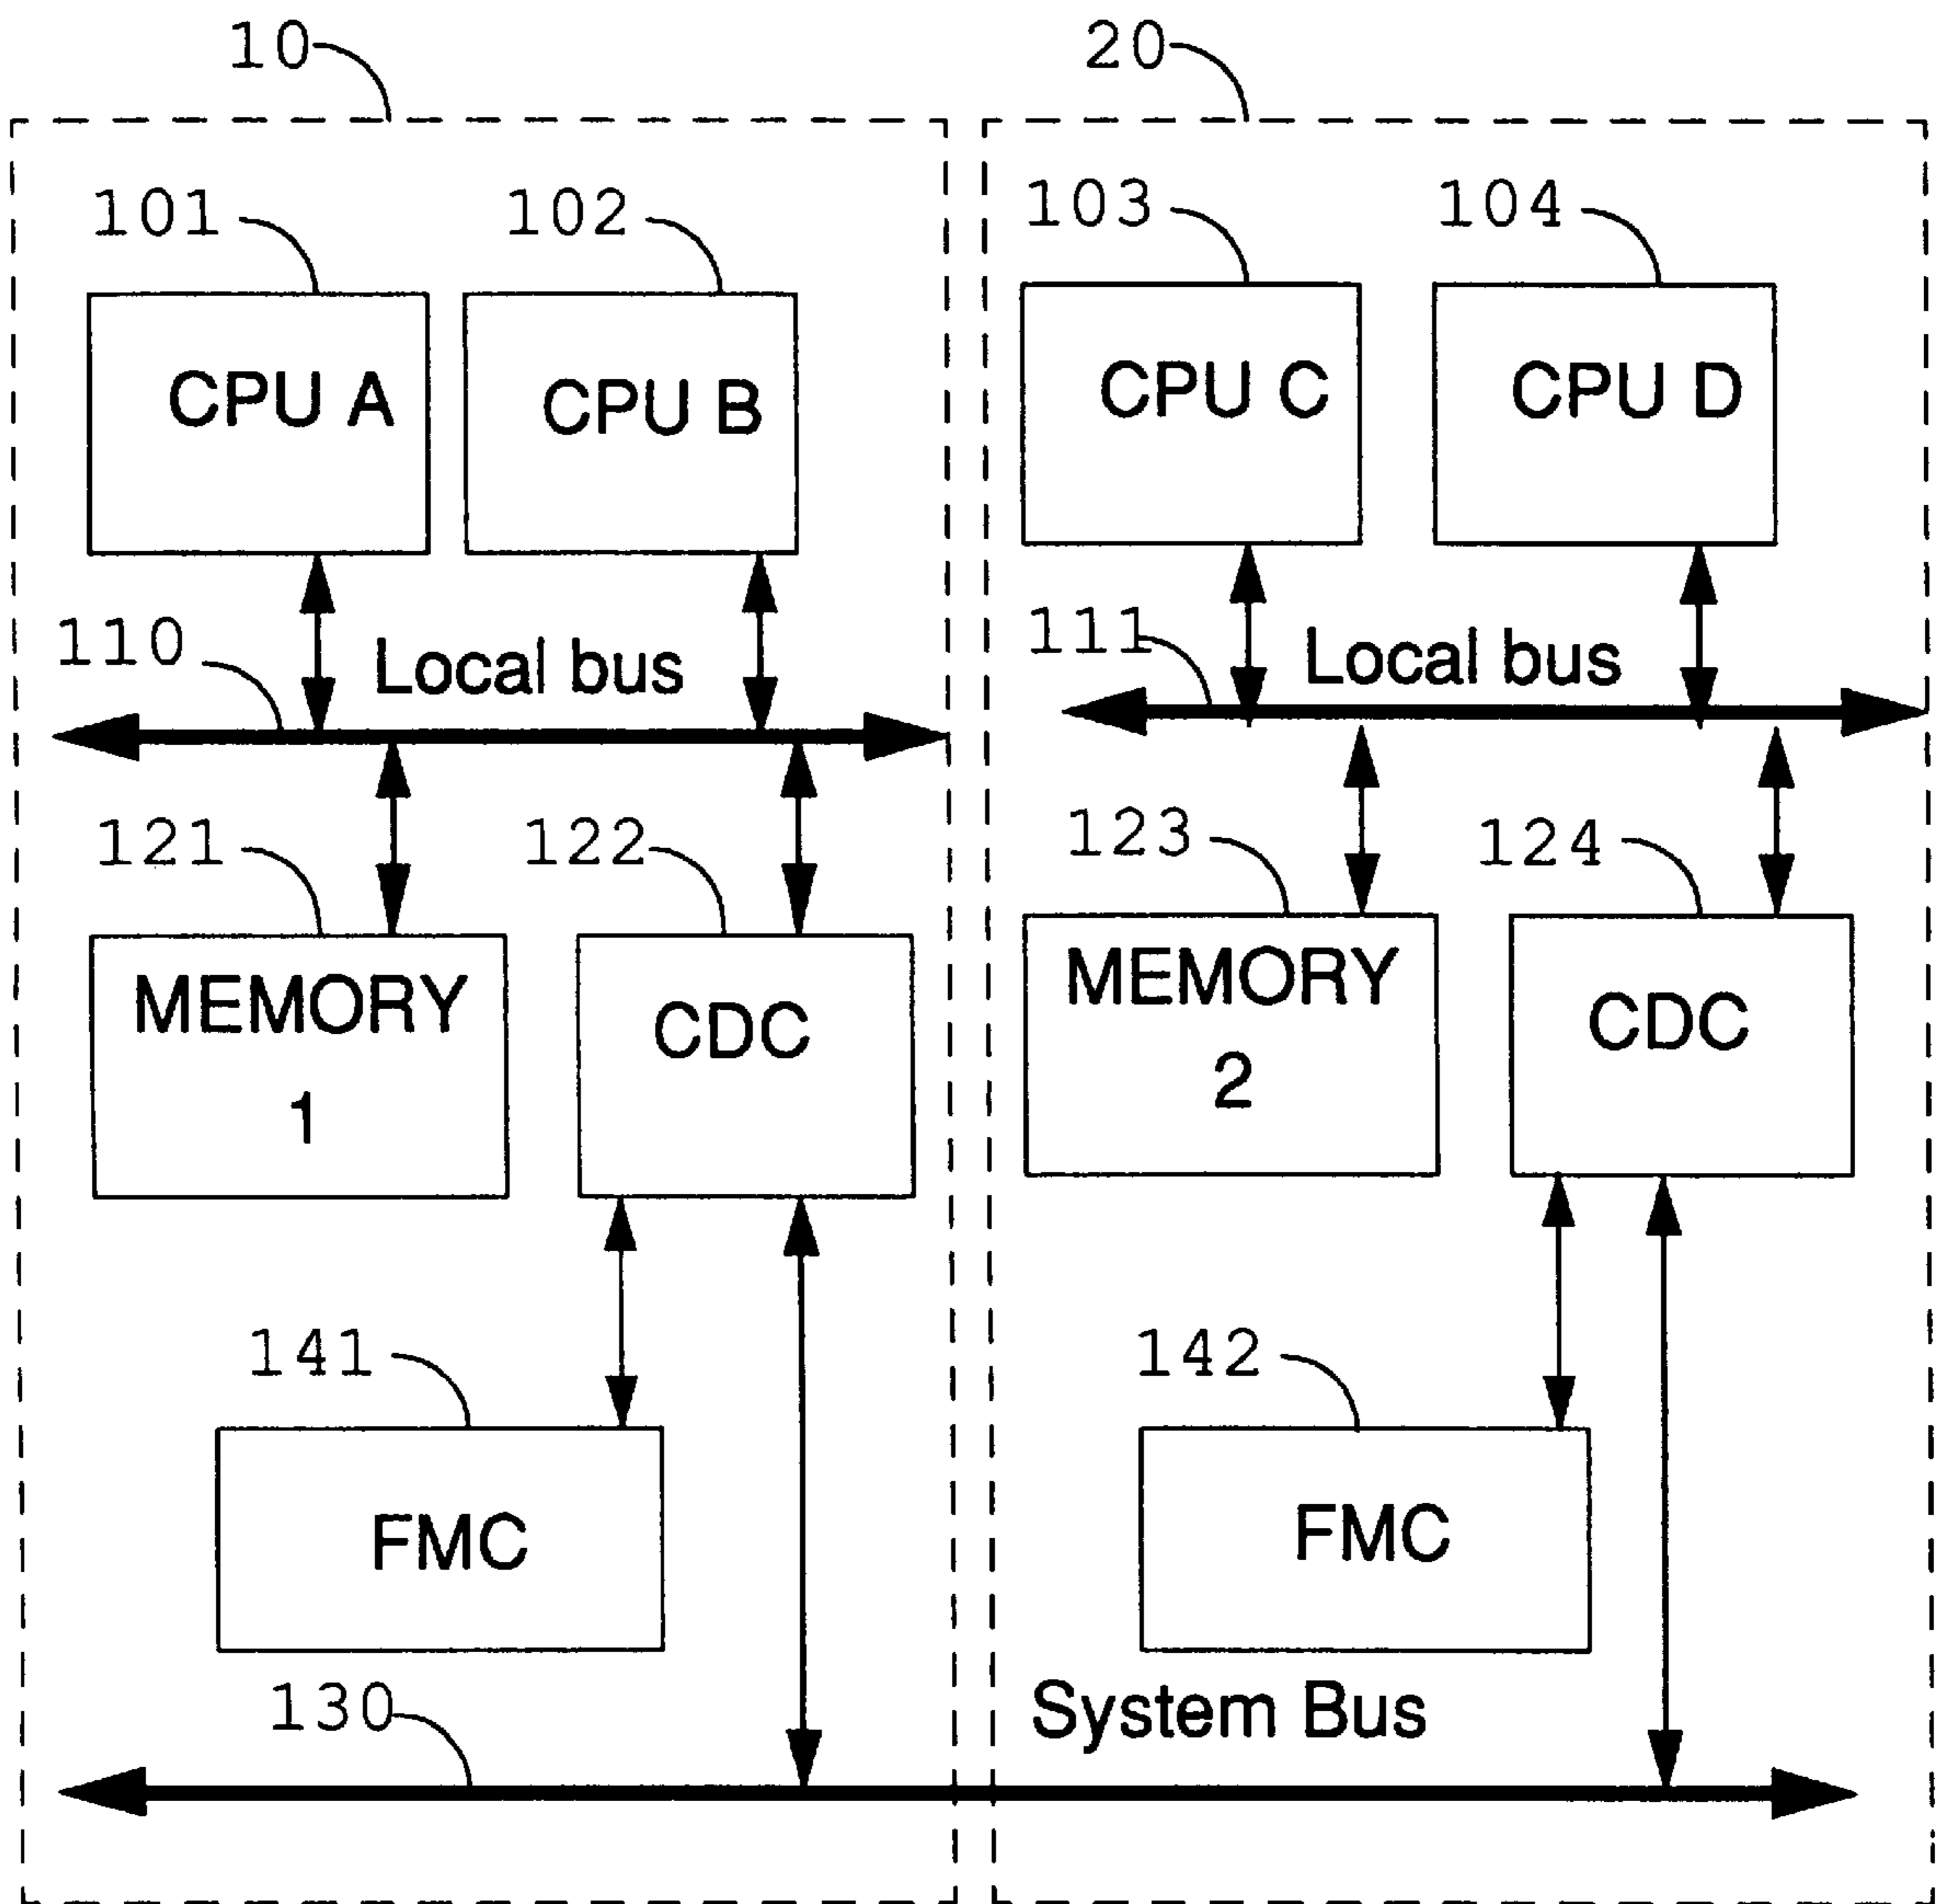 10
20
101
102
103
104
CPU A
CPU B
CPU C
CPU D
110
Local bus
111
Local bus
121
122
123
124
MEMORY
1
CDC
MEMORY
2
CDC
141
142
FMC
FMC
130
System Bus